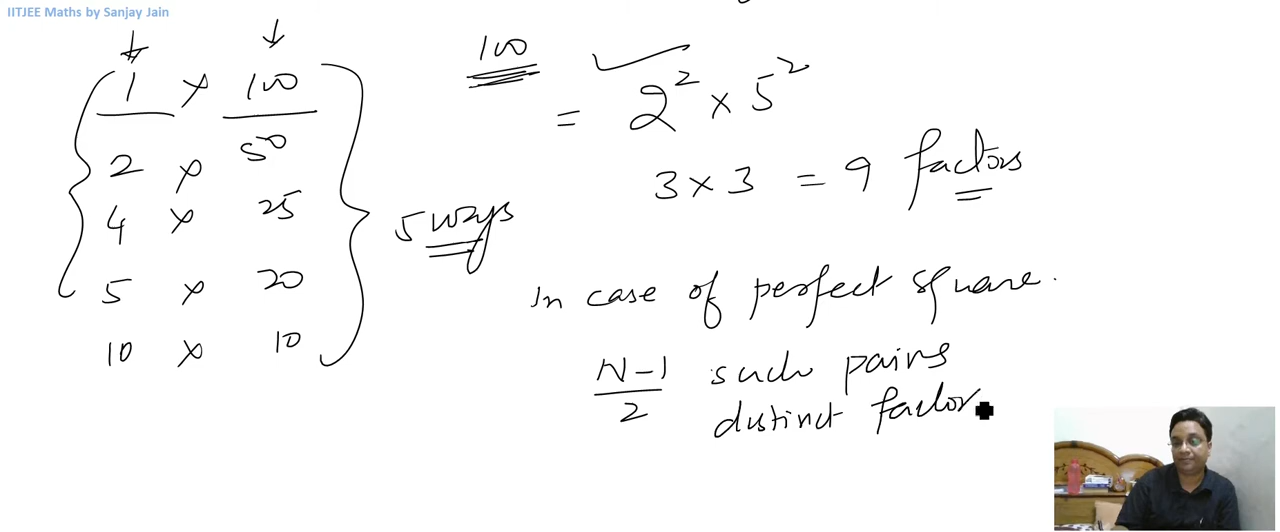 IITJEE Maths by Sanjay Jain
1 × 100
2 × 50
4 × 25
5 × 20
10 × 10
5 ways
100
= 2² × 5²
3 × 3 = 9 factors
In case of perfect square.
N-1
2
such pairs
distinct factor